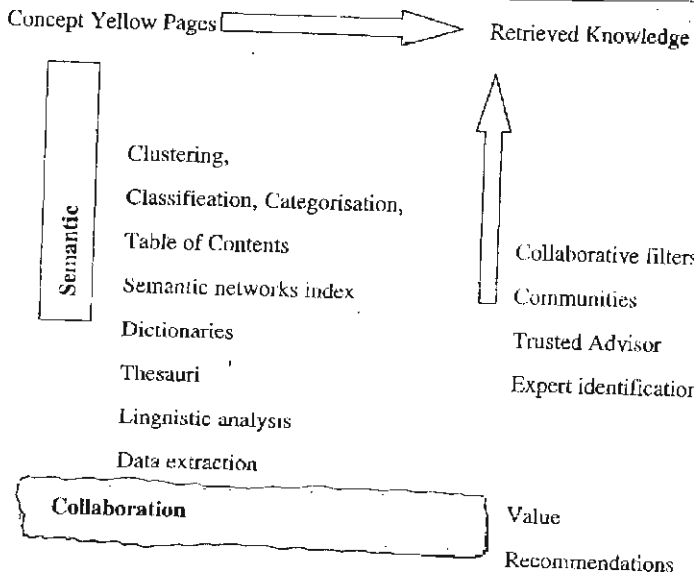 Concept Yellow Pages
Retrieved Knowledge
Semantic
Clustering,
Classification, Categorisation,
Table of Contents
Semantic networks index
Dictionaries
Thesauri
Lingnistic analysis
Data extraction
Collaborative filters
Communities
Trusted Advisor
Expert identification
Collaboration
Value
Recommendations